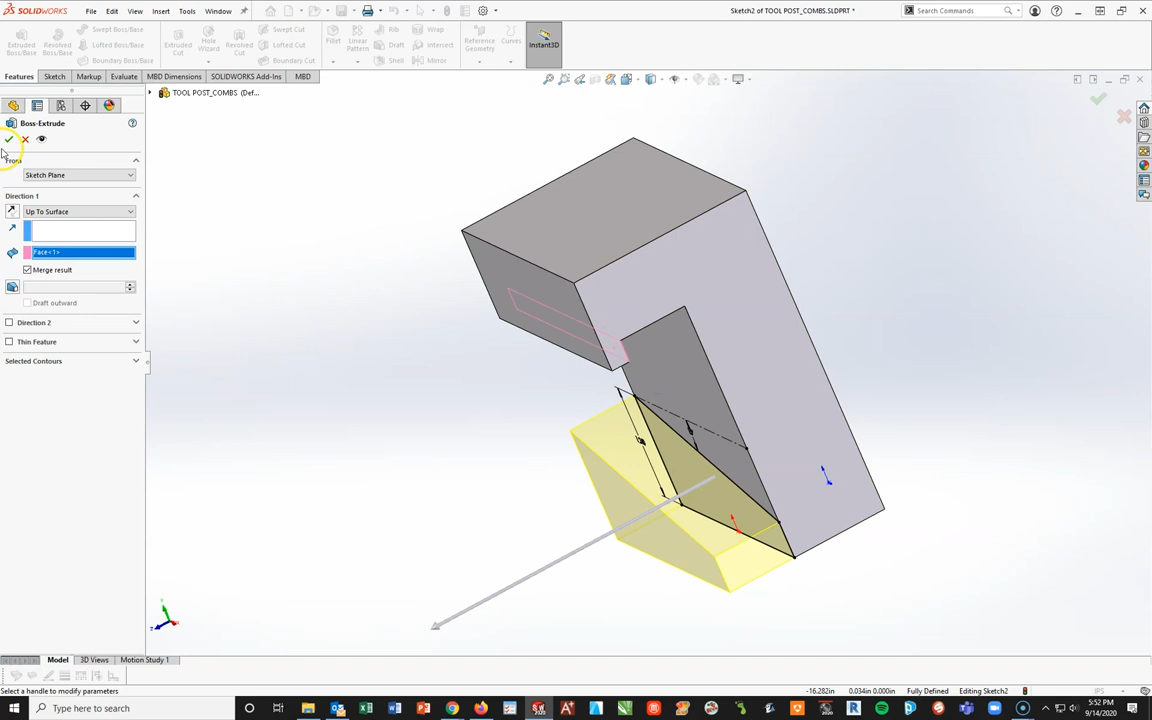 SOLIDWORKS
File
Edit
View
Insert
Tools
Window
Sketch2 of TOOL POST_COMBS.SLDPRT *
Search Commands
Extruded Boss/Base
Revolved Boss/Base
Swept Boss/Base
Lofted Boss/Base
Boundary Boss/Base
Extruded Cut
Hole Wizard
Revolved Cut
Swept Cut
Lofted Cut
Boundary Cut
Fillet
Linear Pattern
Rib
Draft
Shell
Wrap
Intersect
Mirror
Reference Geometry
Curves
Instant3D
Features
Sketch
Markup
Evaluate
MBD Dimensions
SOLIDWORKS Add-Ins
MBD
TOOL POST_COMBS (Def...
Boss-Extrude
From
Sketch Plane
Direction 1
Up To Surface
Face<1>
Merge result
Draft outward
Direction 2
Thin Feature
Selected Contours
Model
3D Views
Motion Study 1
Select a handle to modify parameters
-16.282in
0.034in 0.000in
Fully Defined
Editing Sketch2
IPS
Type here to search
5:52 PM
9/14/2020